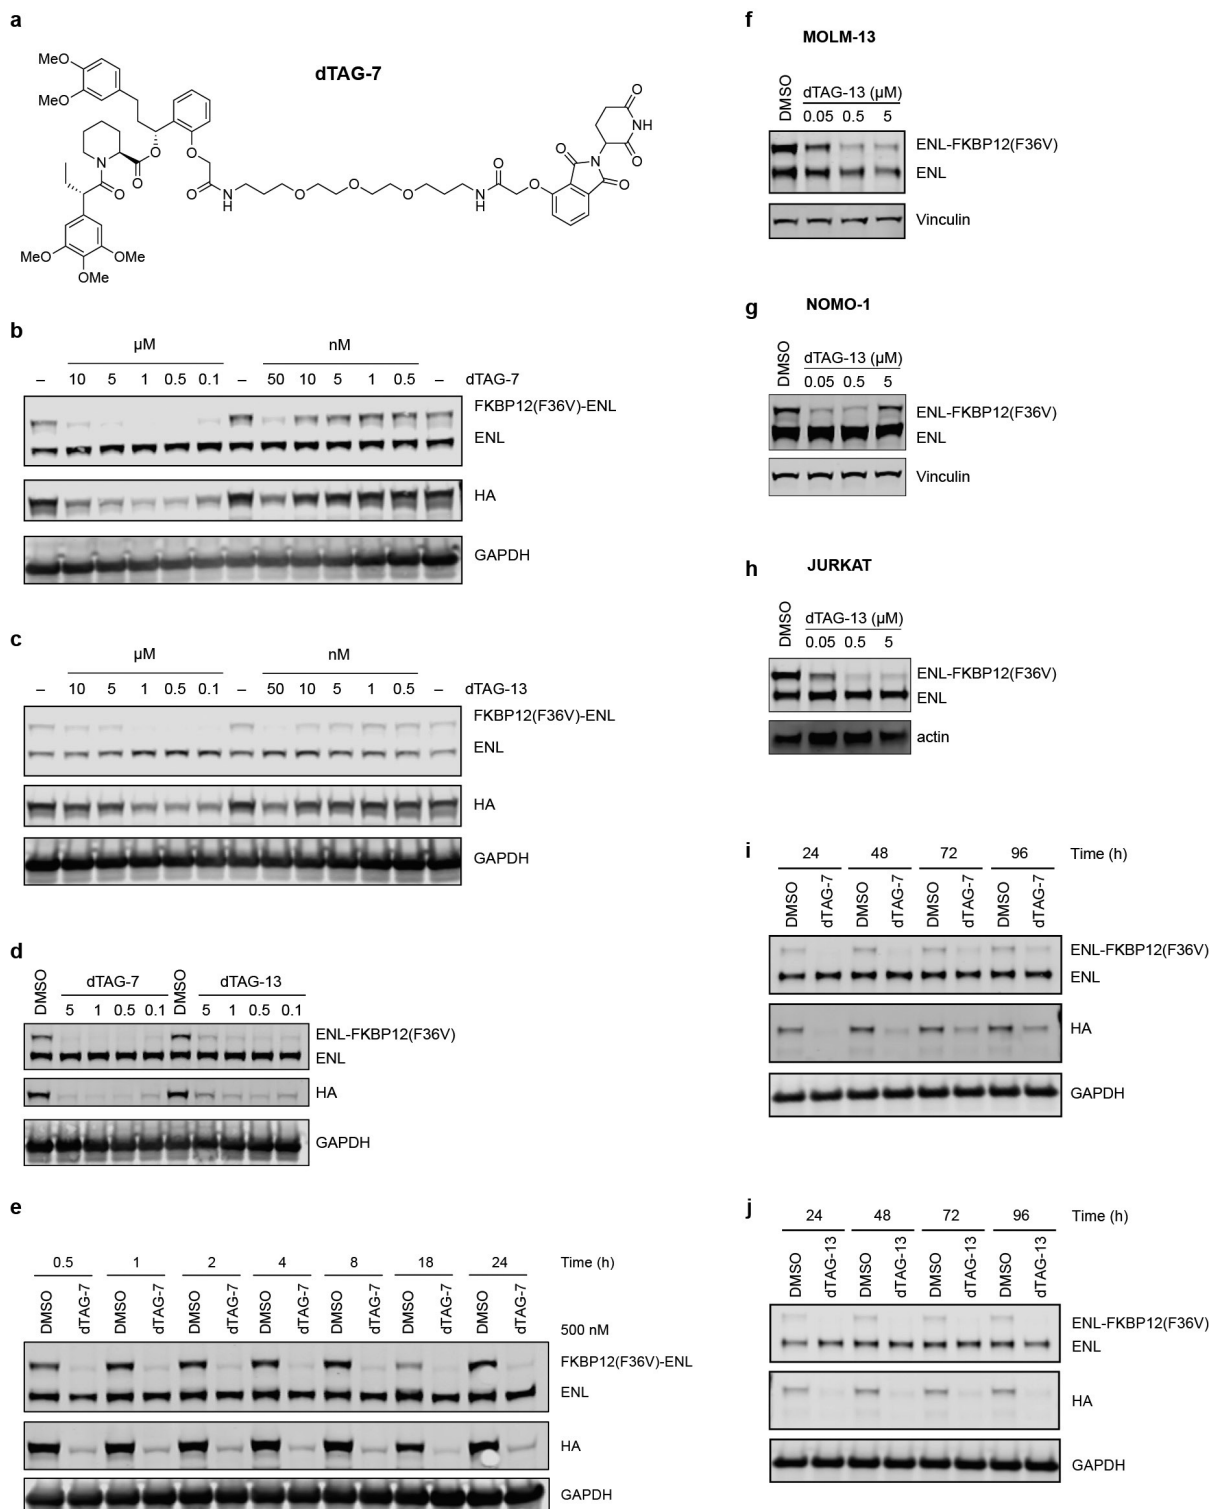 a
dTAG-7
MeO
MeO
O
O
N
O
O
O
N
H
O
O
O
N
H
O
O
O
N
O
O
NH
O
MeO
OMe
OMe
b
µM
nM
– 10 5 1 0.5 0.1 – 50 10 5 1 0.5 – dTAG-7
FKBP12(F36V)-ENL
ENL
HA
GAPDH
c
µM
nM
– 10 5 1 0.5 0.1 – 50 10 5 1 0.5 – dTAG-13
FKBP12(F36V)-ENL
ENL
HA
GAPDH
d
DMSO dTAG-7 DMSO dTAG-13
5 1 0.5 0.1 5 1 0.5 0.1
ENL-FKBP12(F36V)
ENL
HA
GAPDH
e
0.5 1 2 4 8 18 24 Time (h)
DMSO dTAG-7 DMSO dTAG-7 DMSO dTAG-7 DMSO dTAG-7 DMSO dTAG-7 DMSO dTAG-7 DMSO dTAG-7
500 nM
FKBP12(F36V)-ENL
ENL
HA
GAPDH
f
MOLM-13
DMSO dTAG-13 (µM)
0.05 0.5 5
ENL-FKBP12(F36V)
ENL
Vinculin
g
NOMO-1
DMSO dTAG-13 (µM)
0.05 0.5 5
ENL-FKBP12(F36V)
ENL
Vinculin
h
JURKAT
DMSO dTAG-13 (µM)
0.05 0.5 5
ENL-FKBP12(F36V)
ENL
actin
i
24 48 72 96 Time (h)
DMSO dTAG-7 DMSO dTAG-7 DMSO dTAG-7 DMSO dTAG-7
ENL-FKBP12(F36V)
ENL
HA
GAPDH
j
24 48 72 96 Time (h)
DMSO dTAG-13 DMSO dTAG-13 DMSO dTAG-13 DMSO dTAG-13
ENL-FKBP12(F36V)
ENL
HA
GAPDH